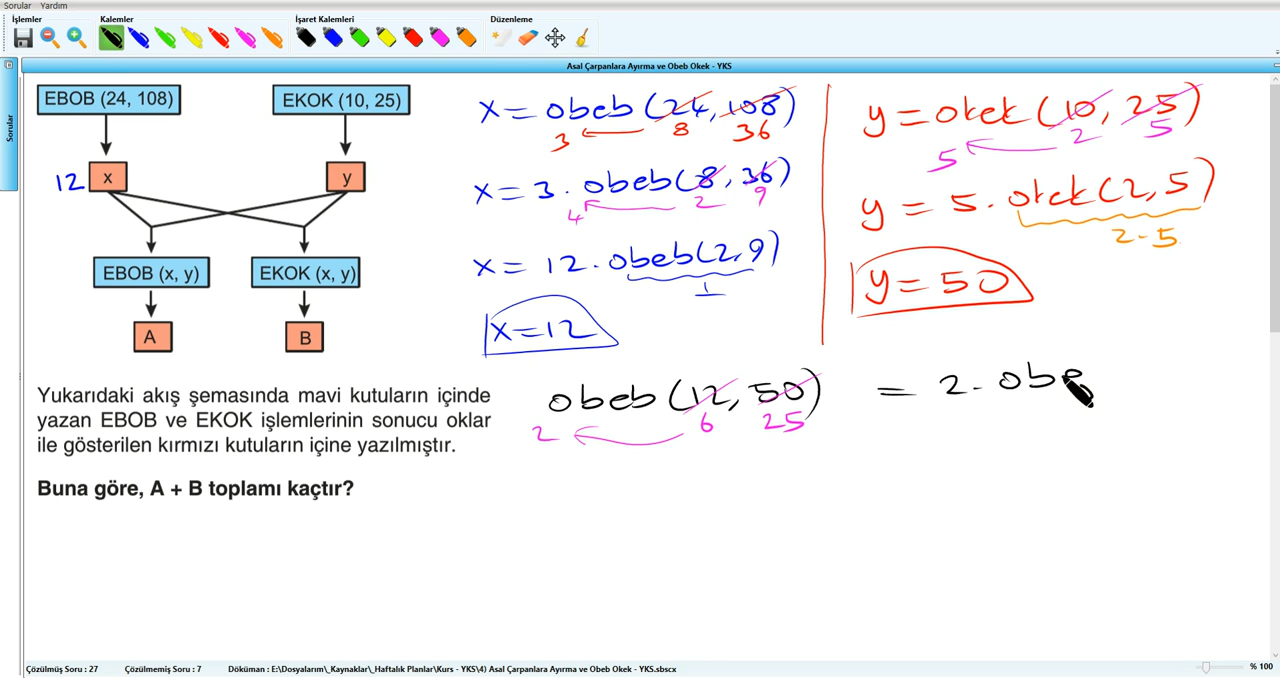 Sorular Yardım
İşlemler Kalemler İşaret Kalemleri Düzenleme
Asal Çarpanlara Ayırma ve Obeb Okek - YKS
Sorular
EBOB (24, 108) EKOK (10, 25)
12 x y
EBOB (x, y) EKOK (x, y)
A B
x = obeb (24, 108)
3 8 36
x = 3 . obeb (8, 36)
4 2 9
x = 12 . obeb (2, 9)
1
x = 12
y = okek (10, 25)
5 2 5
y = 5 . okek (2, 5)
2 - 5
y = 50
obeb (12, 50) = 2 - obe
2 6 25
Yukarıdaki akış şemasında mavi kutuların içinde
yazan EBOB ve EKOK işlemlerinin sonucu oklar
ile gösterilen kırmızı kutuların içine yazılmıştır.
Buna göre, A + B toplamı kaçtır?
Çözülmüş Soru : 27 Çözülmemiş Soru : 7 Döküman : E:\Dosyalarım\_Kaynaklar\_Haftalık Planlar\Kurs - YKS\4) Asal Çarpanlara Ayırma ve Obeb Okek - YKS.sbscx % 100